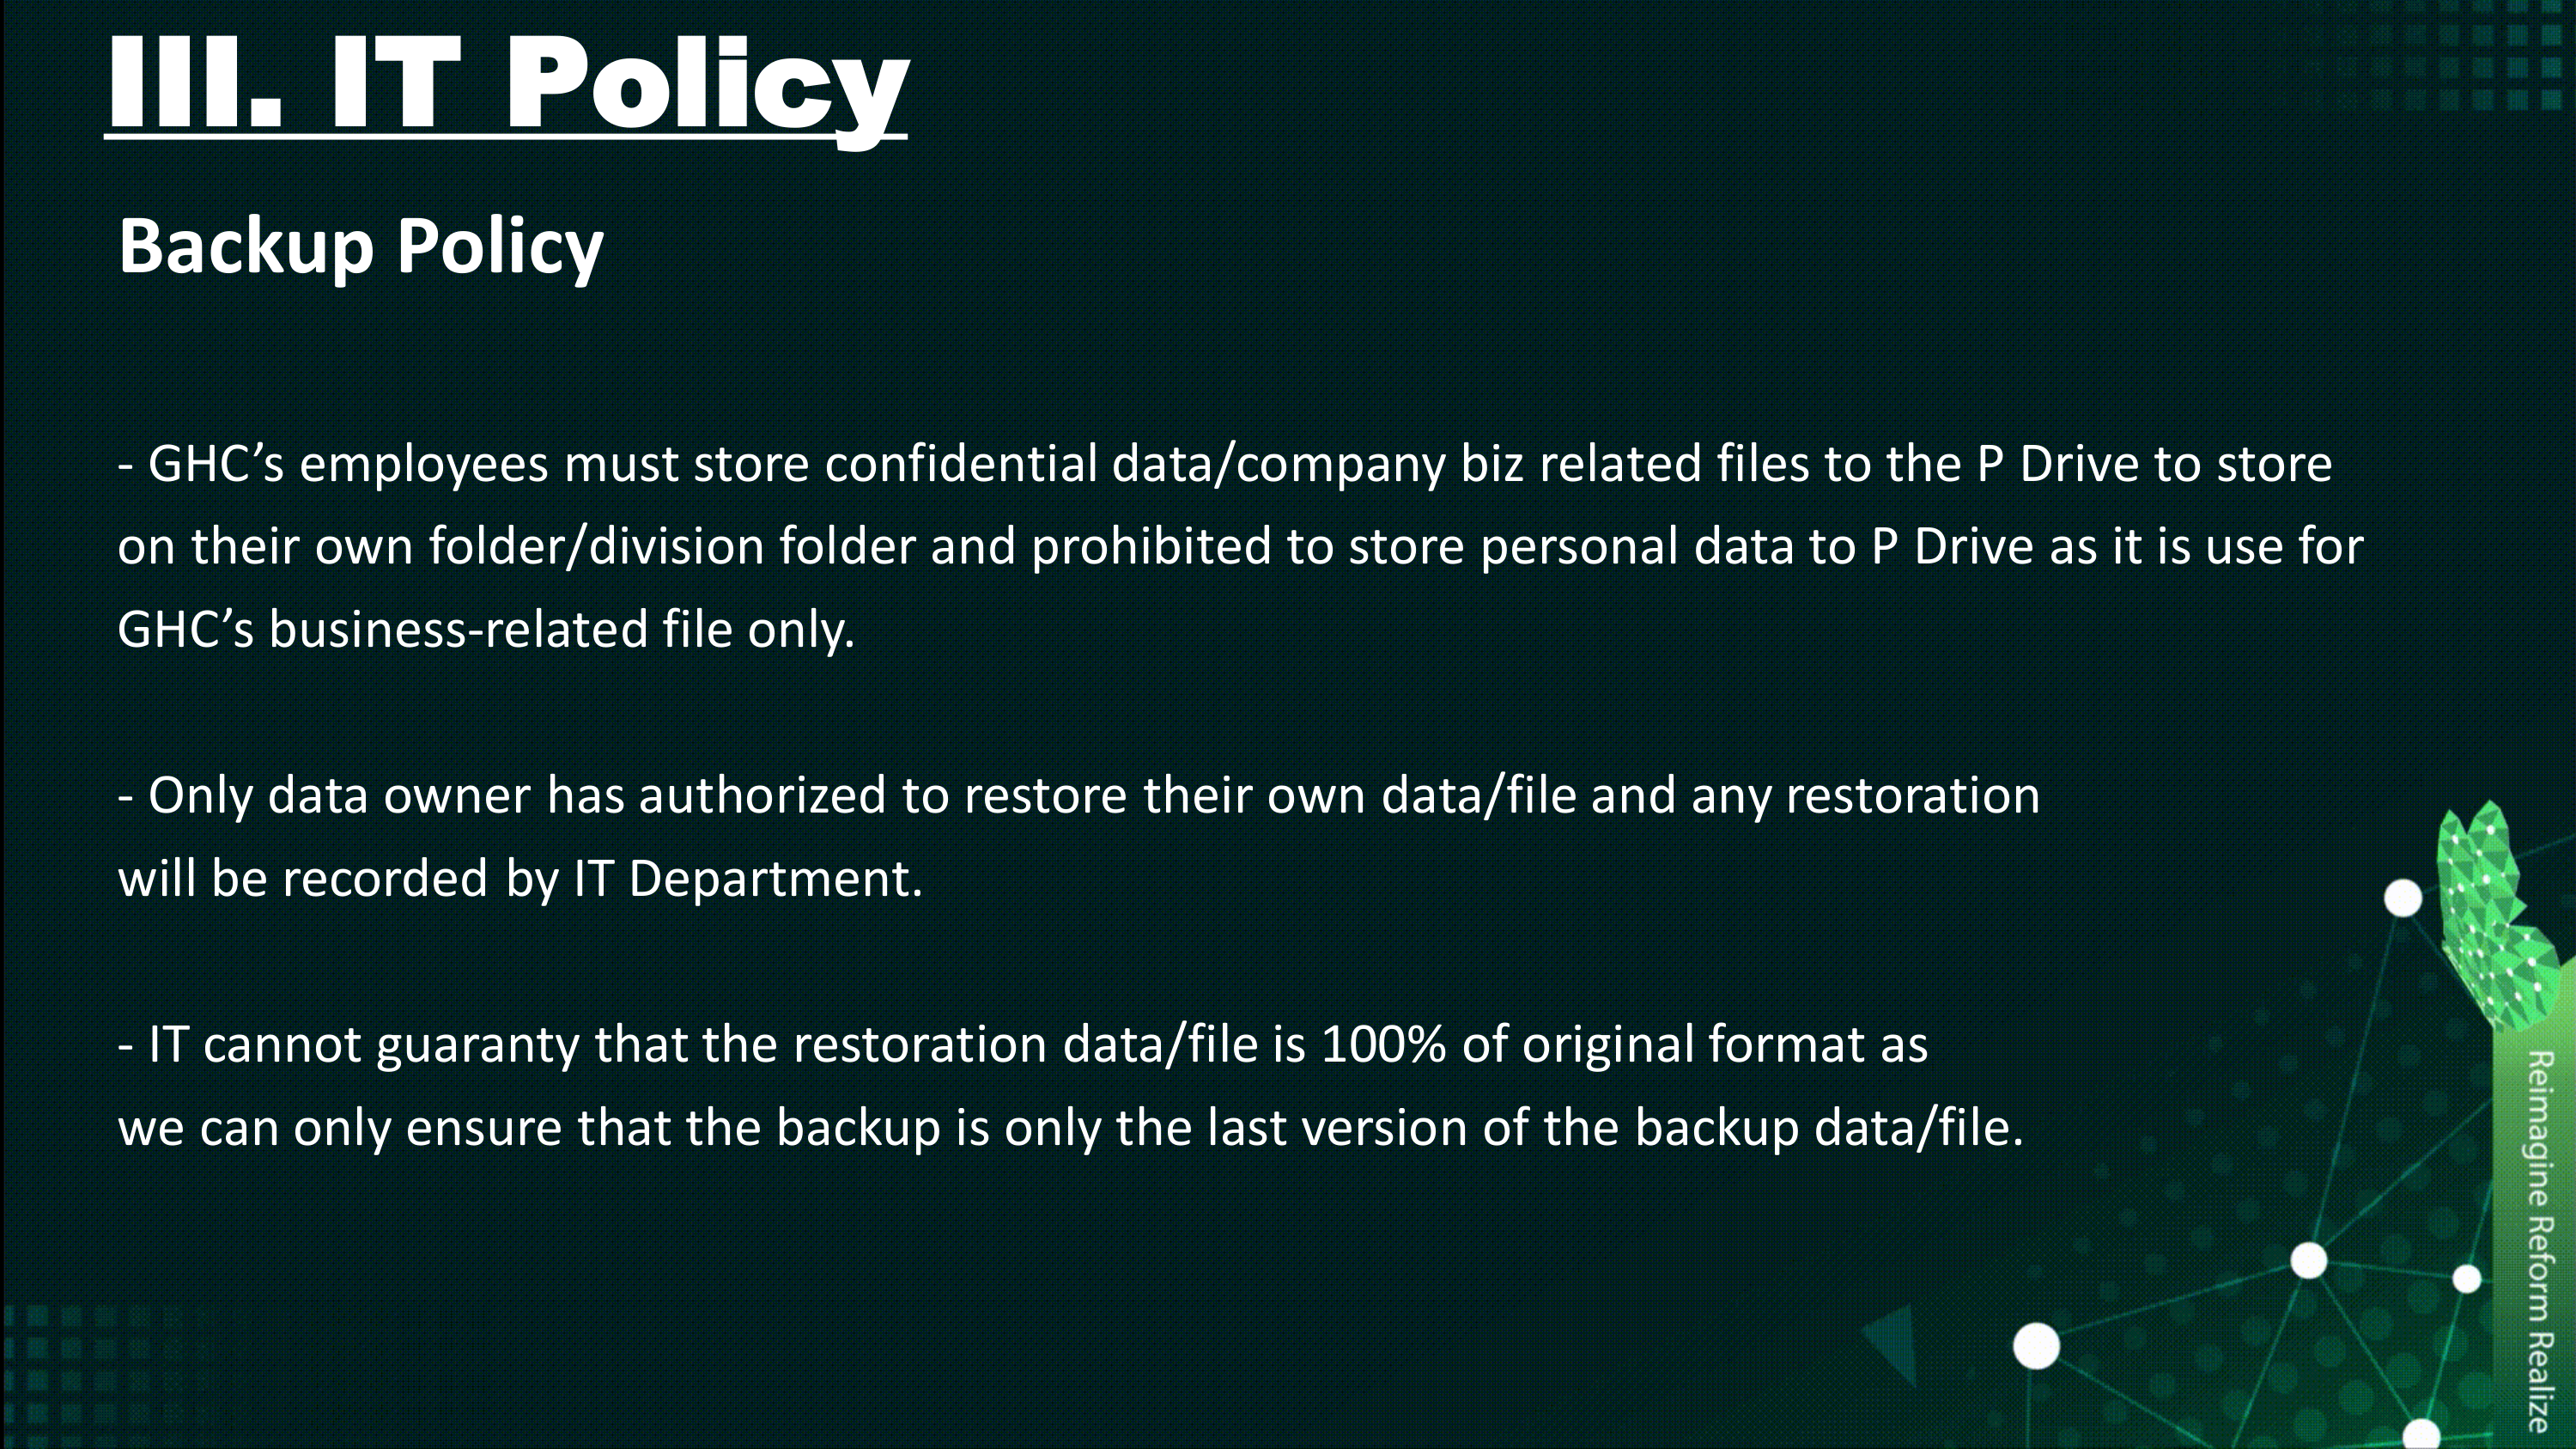 III. IT Policy
Backup Policy
- GHC’s employees must store confidential data/company biz related files to the P Drive to store
on their own folder/division folder and prohibited to store personal data to P Drive as it is use for
GHC’s business-related file only.
- Only data owner has authorized to restore their own data/file and any restoration
will be recorded by IT Department.
- IT cannot guaranty that the restoration data/file is 100% of original format as
we can only ensure that the backup is only the last version of the backup data/file.
Reimagine Reform Realize